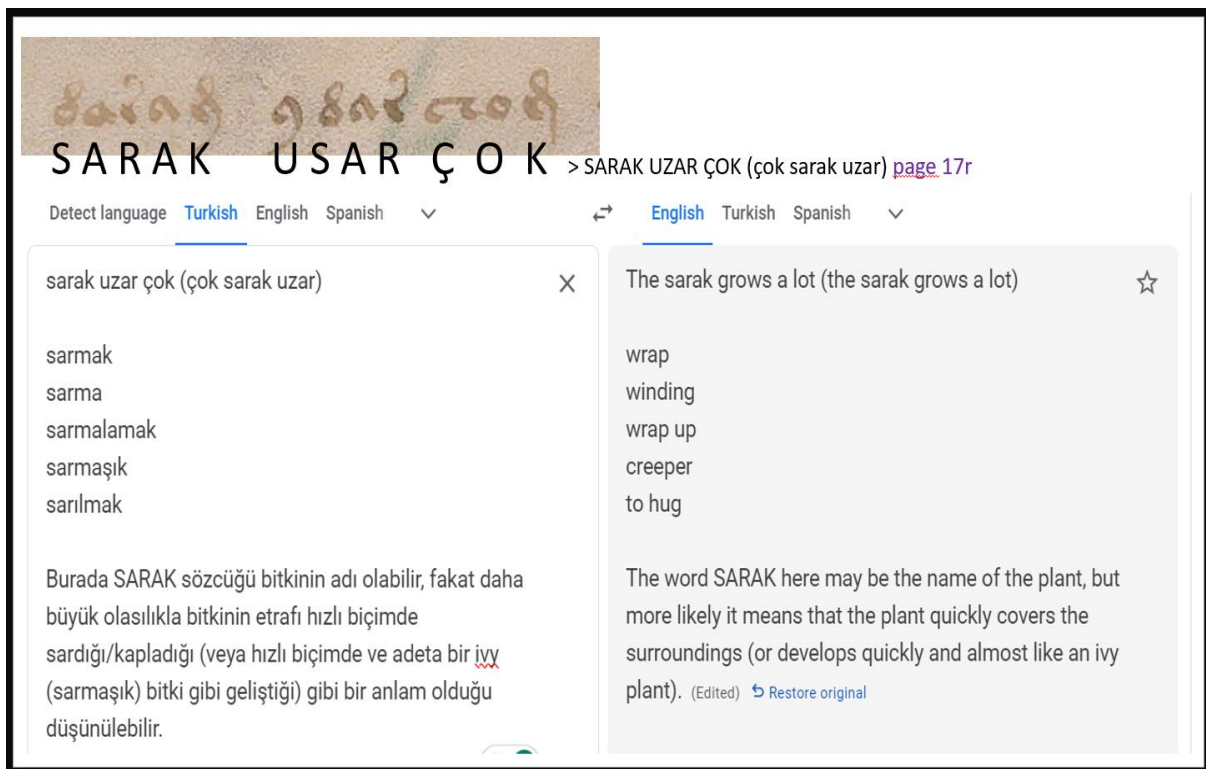 SARAK USAR ÇOK > SARAK UZAR ÇOK (çok sarak uzar) page 17r
Detect language Turkish English Spanish
English Turkish Spanish
sarak uzar çok (çok sarak uzar)
sarmak
sarma
sarmalamak
sarmaşık
sarılmak
Burada SARAK sözcüğü bitkinin adı olabilir, fakat daha
büyük olasılıkla bitkinin etrafı hızlı biçimde
sardığı/kapladığı (veya hızlı biçimde ve adeta bir ivy
(sarmaşık) bitki gibi geliştiği) gibi bir anlam olduğu
düşünülebilir.
The sarak grows a lot (the sarak grows a lot)
wrap
winding
wrap up
creeper
to hug
The word SARAK here may be the name of the plant, but
more likely it means that the plant quickly covers the
surroundings (or develops quickly and almost like an ivy
plant). (Edited) Restore original